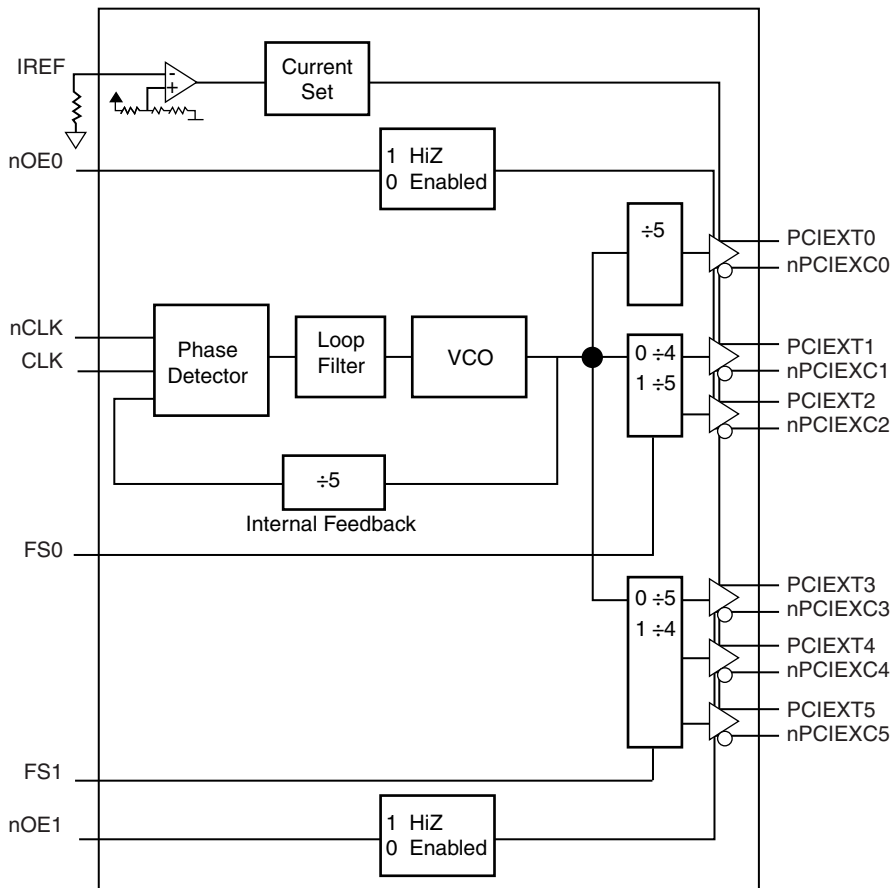 IREF
-
+
Current
Set
nOE0
1 HiZ
0 Enabled
÷5
PCIEXT0
nPCIEXC0
nCLK
CLK
Phase
Detector
Loop
Filter
VCO
0 ÷4
1 ÷5
PCIEXT1
nPCIEXC1
PCIEXT2
nPCIEXC2
÷5
Internal Feedback
FS0
0 ÷5
1 ÷4
PCIEXT3
nPCIEXC3
PCIEXT4
nPCIEXC4
PCIEXT5
nPCIEXC5
FS1
nOE1
1 HiZ
0 Enabled